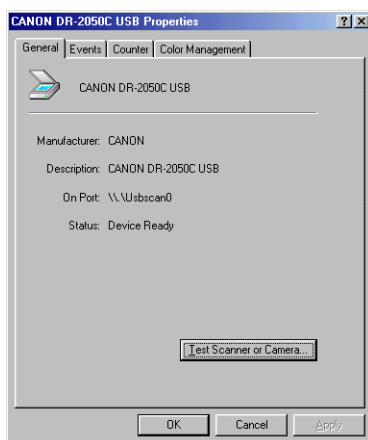 CANON DR-2050C USB Properties
General Events Counter Color Management
CANON DR-2050C USB
Manufacturer: CANON
Description: CANON DR-2050C USB
On Port: \\.\Usbscan0
Status: Device Ready
Test Scanner or Camera...
OK Cancel Apply